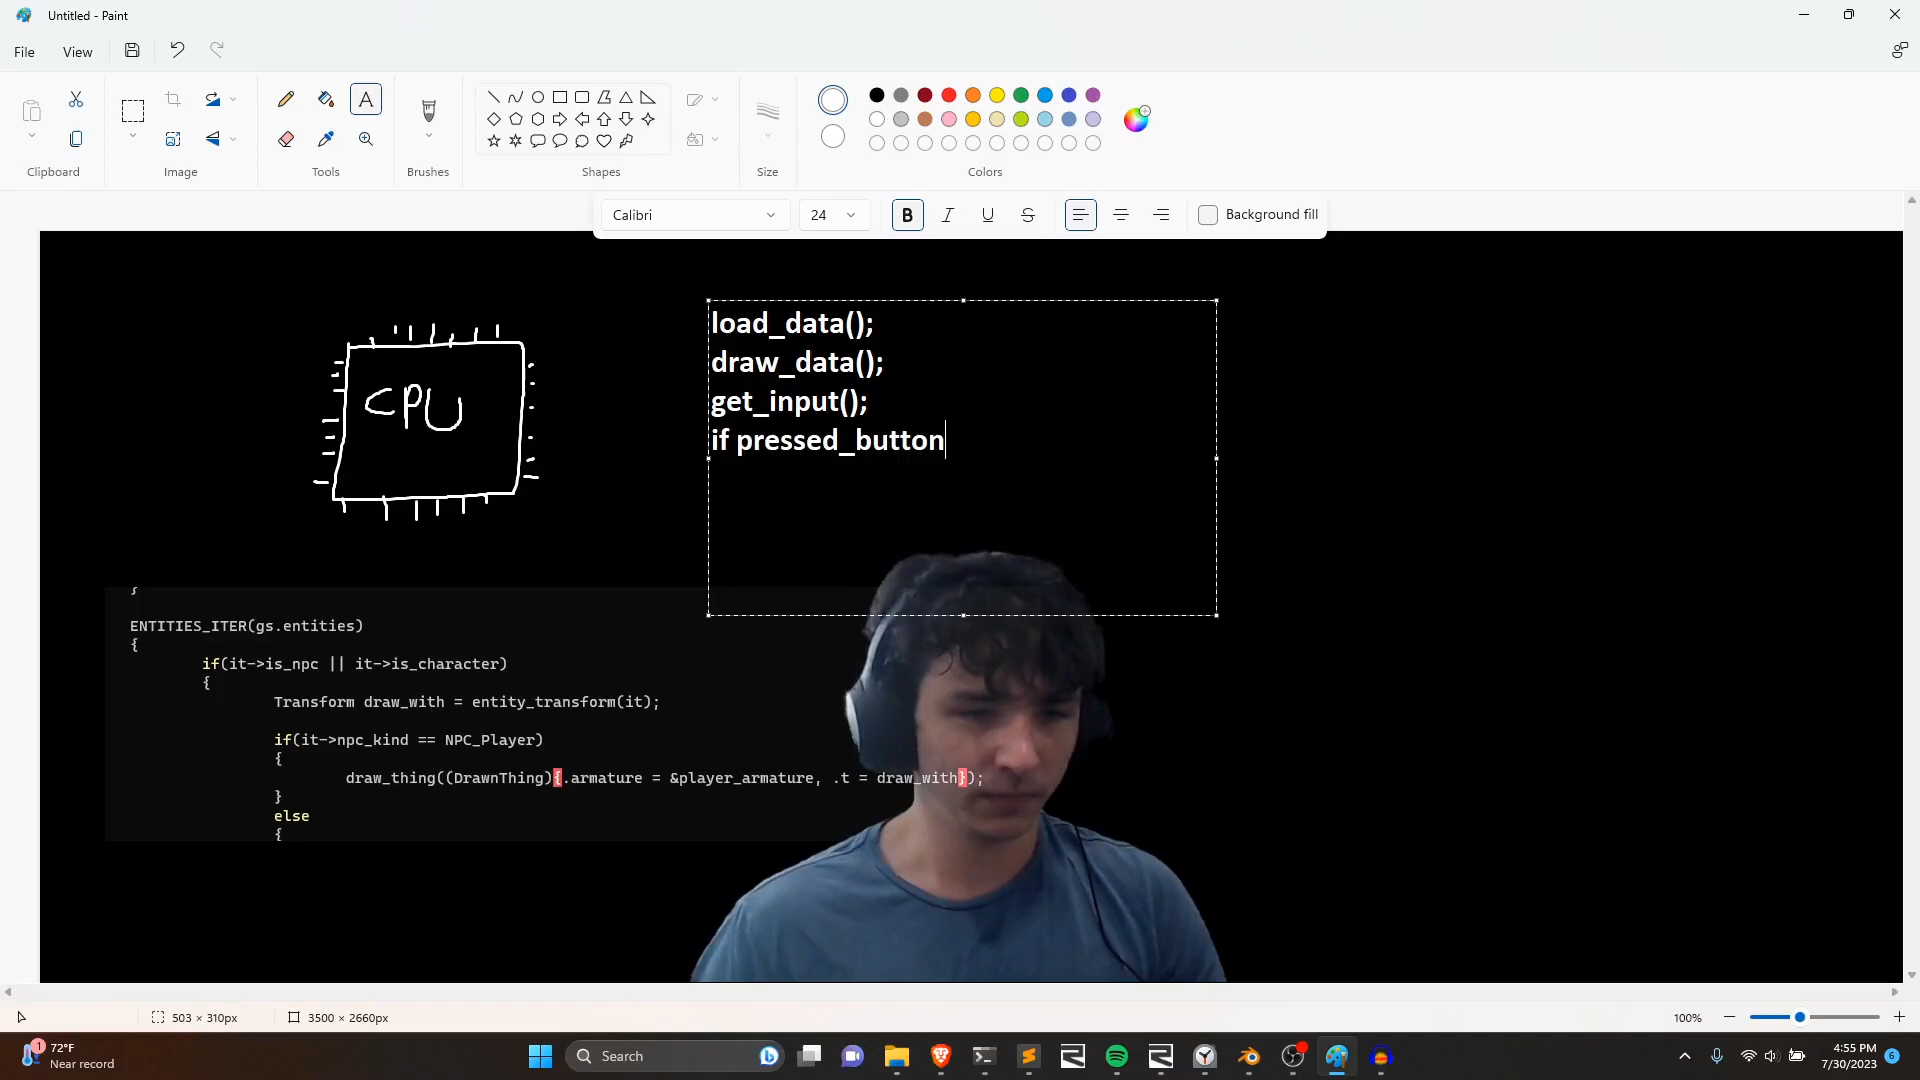 Untitled - Paint
File
View
Clipboard
Image
Tools
Brushes
Shapes
Size
Colors
A
Calibri
24
B
I
U
S
Background fill
CPU
load_data();
draw_data();
get_input();
if pressed_button
}
ENTITIES_ITER(gs.entities)
{
if(it->is_npc || it->is_character)
{
Transform draw_with = entity_transform(it);
if(it->npc_kind == NPC_Player)
{
draw_thing((DrawnThing){.armature = &player_armature, .t = draw_with});
}
else
{
503 × 310px
3500 × 2660px
100%
1
72°F
Near record
Search
4:55 PM
7/30/2023
6